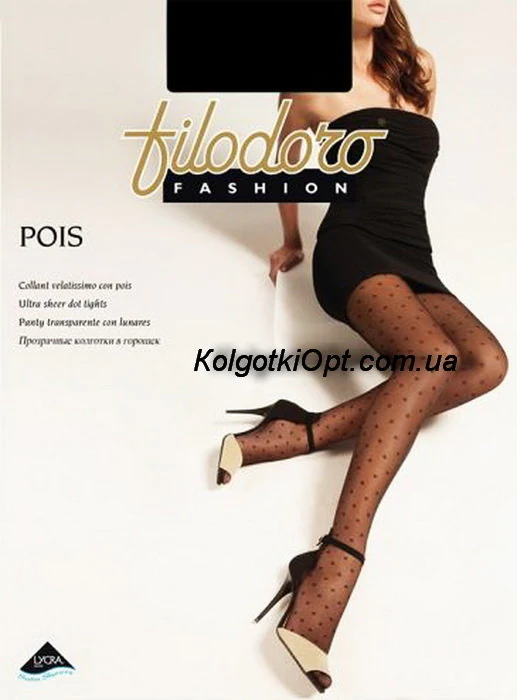 filodoro
FASHION
POIS
Collant velatissimo con pois
Ultra sheer dot tights
Panty transparente con lunares
Прозрачные колготки в горошек
KolgotkiOpt.com.ua
LYCRA